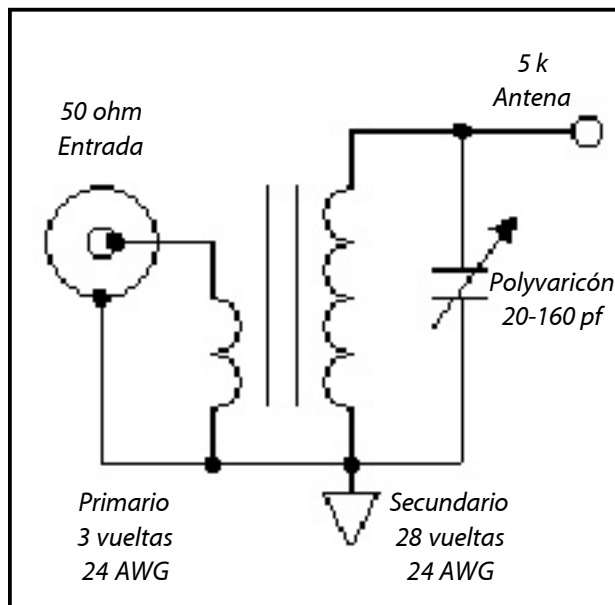 50 ohm
Entrada
5 k
Antena
Polyvaricón
20-160 pf
Primario
3 vueltas
24 AWG
Secundario
28 vueltas
24 AWG